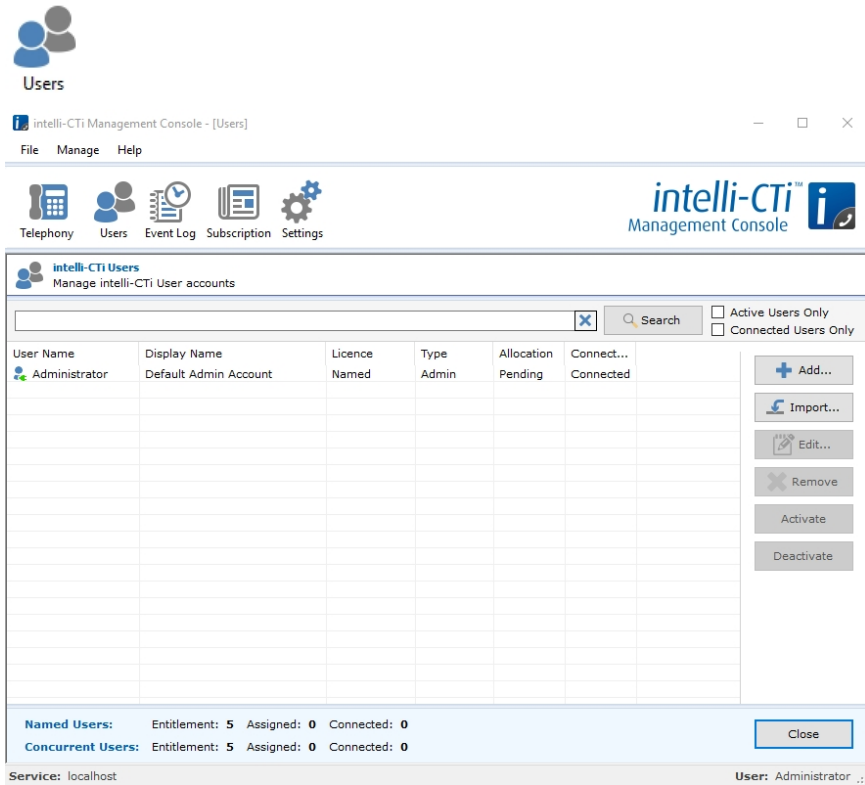 Users
intelli-CTi Management Console - [Users]
File Manage Help
Telephony Users Event Log Subscription Settings
intelli-CTi™
Management Console
intelli-CTi Users
Manage intelli-CTi User accounts
Search
Active Users Only
Connected Users Only
User Name Display Name Licence Type Allocation Connect...
Administrator Default Admin Account Named Admin Pending Connected
Add...
Import...
Edit...
Remove
Activate
Deactivate
Named Users: Entitlement: 5 Assigned: 0 Connected: 0
Concurrent Users: Entitlement: 5 Assigned: 0 Connected: 0
Close
Service: localhost User: Administrator